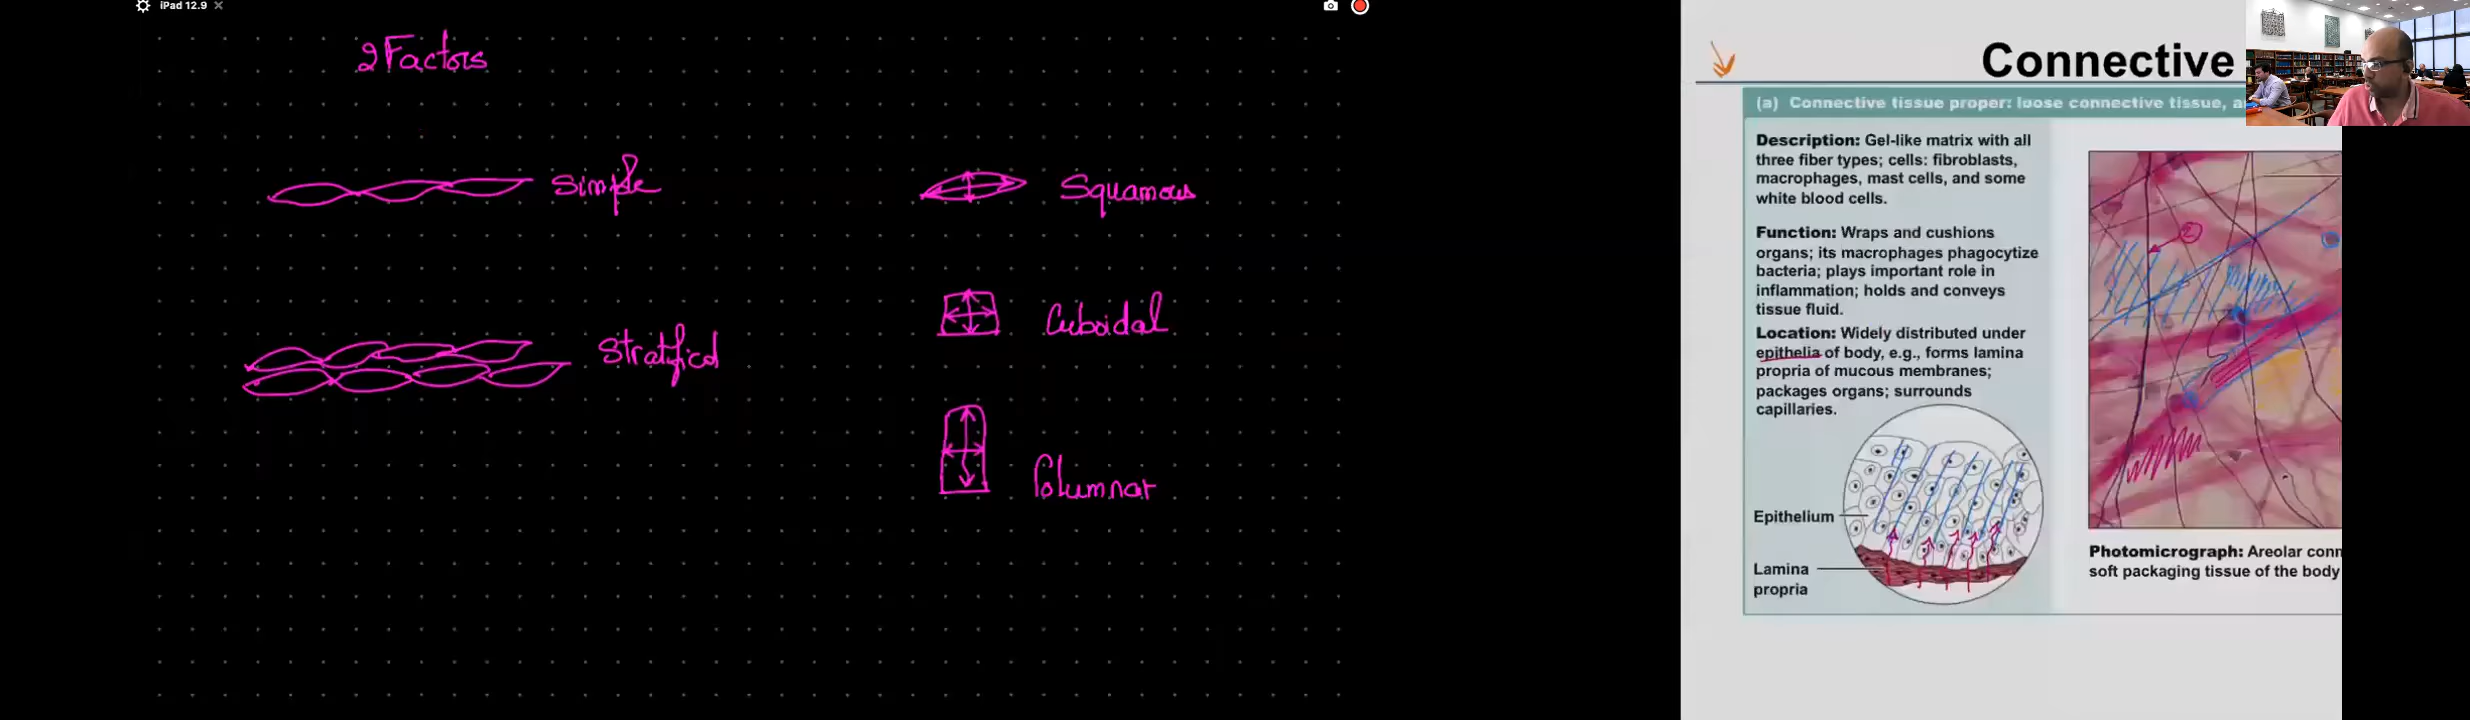 iPad 12.9
2 Factors
Simple
Stratified
Squamous
Cuboidal
Columnar
Connective
(a) Connective tissue proper: loose connective tissue, a
Description: Gel-like matrix with all
three fiber types; cells: fibroblasts,
macrophages, mast cells, and some
white blood cells.
Function: Wraps and cushions
organs; its macrophages phagocytize
bacteria; plays important role in
inflammation; holds and conveys
tissue fluid.
Location: Widely distributed under
epithelia of body, e.g., forms lamina
propria of mucous membranes;
packages organs; surrounds
capillaries.
Epithelium
Lamina
propria
2
Photomicrograph: Areolar conn
soft packaging tissue of the body